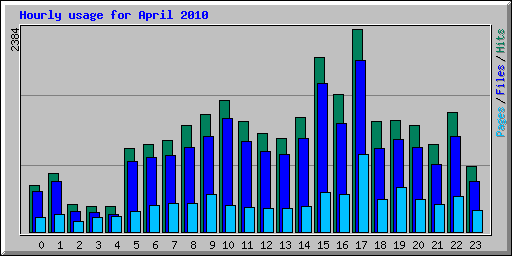 Hourly usage for April 2010
2384
Pages / Files / Hits
0 1 2 3 4 5 6 7 8 9 10 11 12 13 14 15 16 17 18 19 20 21 22 23